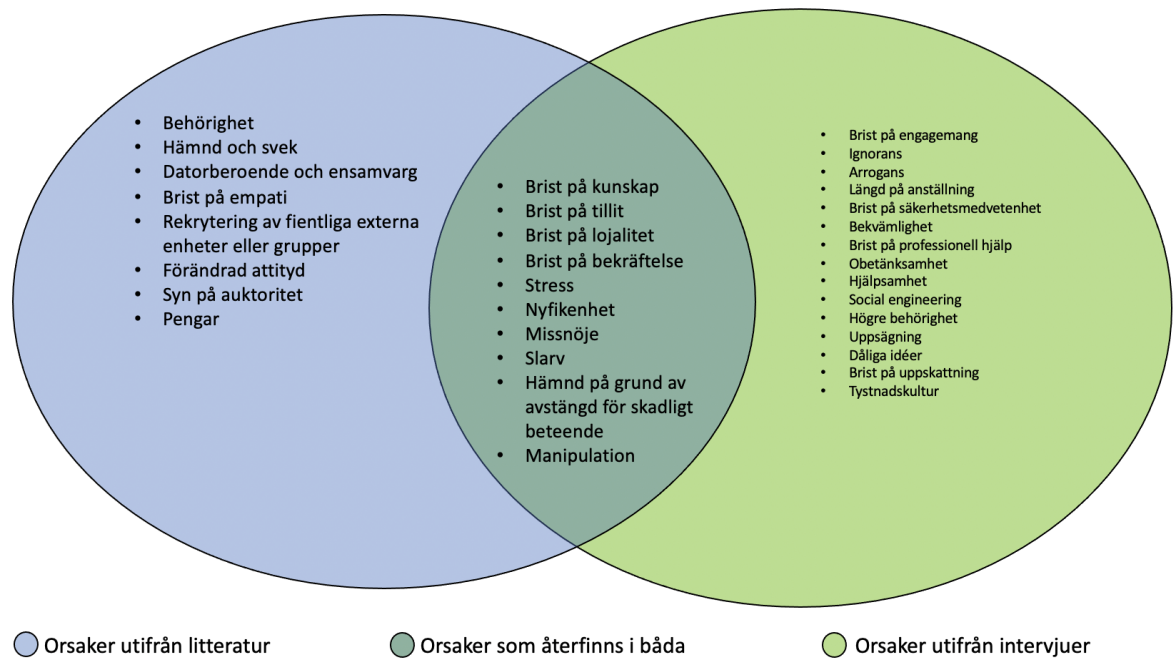 • Behörighet
• Hämnd och svek
• Datorberoende och ensamvarg
• Brist på empati
• Rekrytering av fientliga externa
enheter eller grupper
• Förändrad attityd
• Syn på auktoritet
• Pengar
• Brist på kunskap
• Brist på tillit
• Brist på lojalitet
• Brist på bekräftelse
• Stress
• Nyfikenhet
• Missnöje
• Slarv
• Hämnd på grund av
avstängd för skadligt
beteende
• Manipulation
• Brist på engagemang
• Ignorans
• Arrogans
• Längd på anställning
• Brist på säkerhetsmedvetenhet
• Bekvämlighet
• Brist på professionell hjälp
• Obetänksamhet
• Hjälpsamhet
• Social engineering
• Högre behörighet
• Uppsägning
• Dåliga idéer
• Brist på uppskattning
• Tystnadskultur
Orsaker utifrån litteratur
Orsaker som återfinns i båda
Orsaker utifrån intervjuer